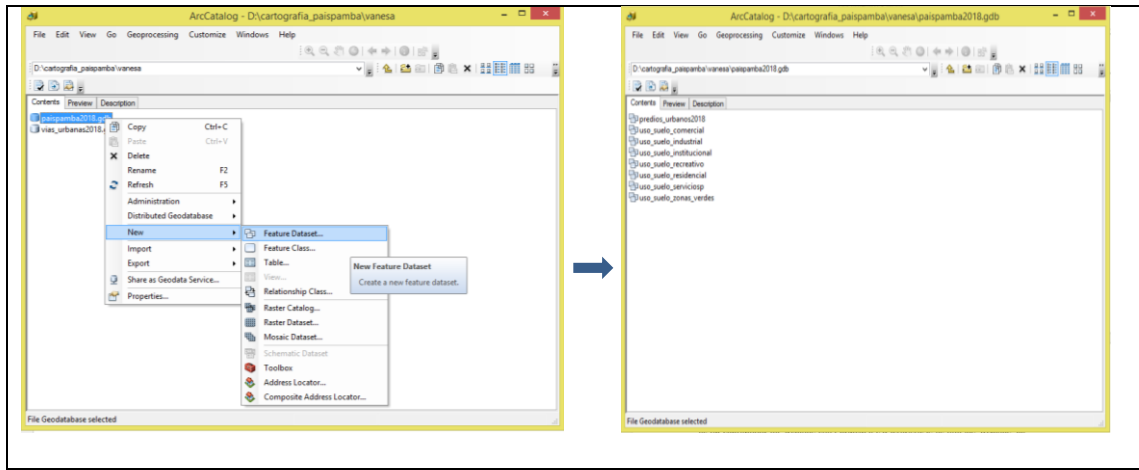 ArcCatalog - D:\cartografia_paispamba\vanesa
File Edit View Go Geoprocessing Customize Windows Help
D:\cartografia_paispamba\vanesa
Contents Preview Description
paispamba2018.gdb
vias_urbanas2018.
Copy Ctrl+C
Paste Ctrl+V
Delete
Rename F2
Refresh F5
Administration
Distributed Geodatabase
New
Import
Export
Share as Geodata Service...
Properties...
Feature Dataset...
Feature Class...
Table...
View...
Relationship Class...
Raster Catalog...
Raster Dataset...
Mosaic Dataset...
Schematic Dataset
Toolbox
Address Locator...
Composite Address Locator...
New Feature Dataset
Create a new feature dataset.
File Geodatabase selected
ArcCatalog - D:\cartografia_paispamba\vanesa\paispamba2018.gdb
File Edit View Go Geoprocessing Customize Windows Help
D:\cartografia_paispamba\vanesa\paispamba2018.gdb
Contents Preview Description
predios_urbanos2018
uso_suelo_comercial
uso_suelo_industrial
uso_suelo_institucional
uso_suelo_recreativo
uso_suelo_residencial
uso_suelo_serviciosp
uso_suelo_zonas_verdes
File Geodatabase selected